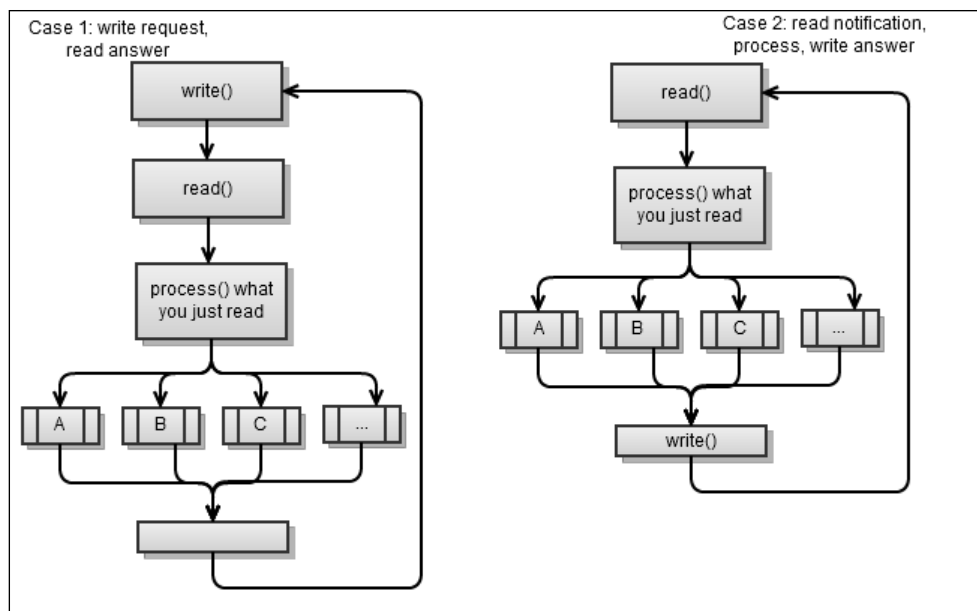 Case 1: write request,
read answer
write()
read()
process() what
you just read
A
B
C
...
Case 2: read notification,
process, write answer
read()
process() what
you just read
A
B
C
...
write()